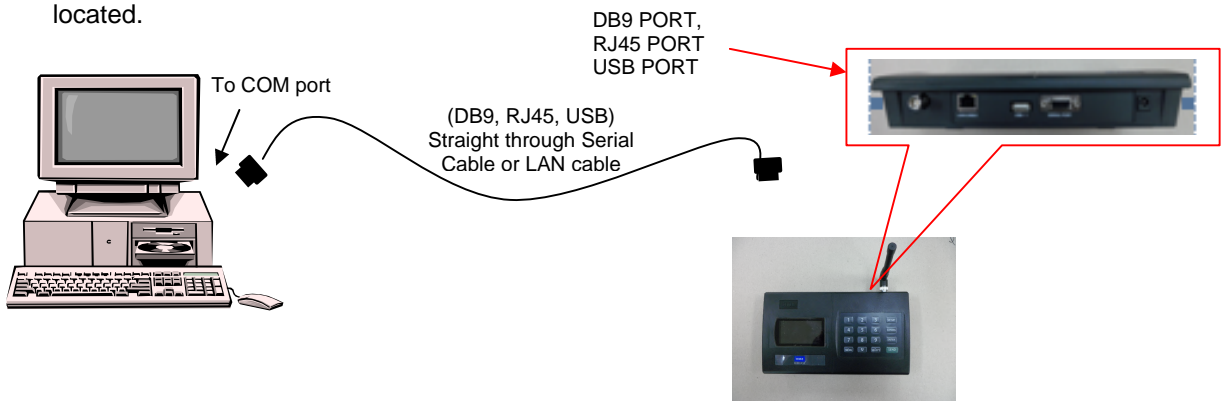 located.
DB9 PORT,
RJ45 PORT
USB PORT
To COM port
(DB9, RJ45, USB)
Straight through Serial
Cable or LAN cable